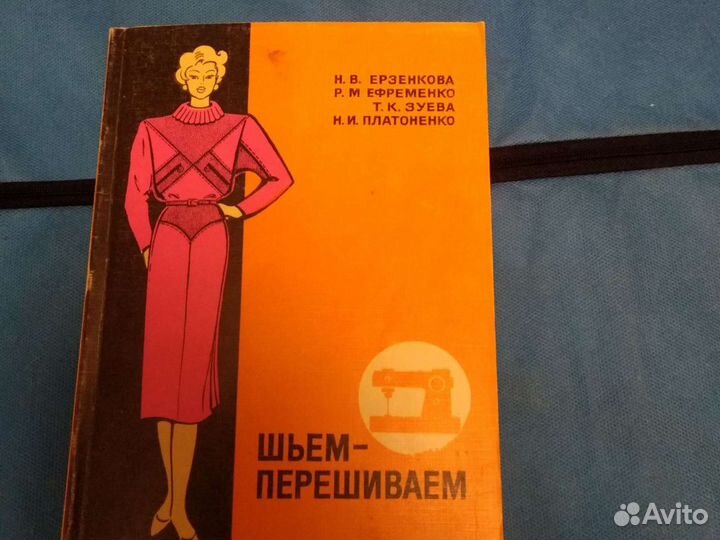 Н. В. ЕРЗЕНКОВА
Р. М ЕФРЕМЕНКО
Т. К. ЗУЕВА
Н. И. ПЛАТОНЕНКО
ШЬЕМ-
ПЕРЕШИВАЕМ
Avito